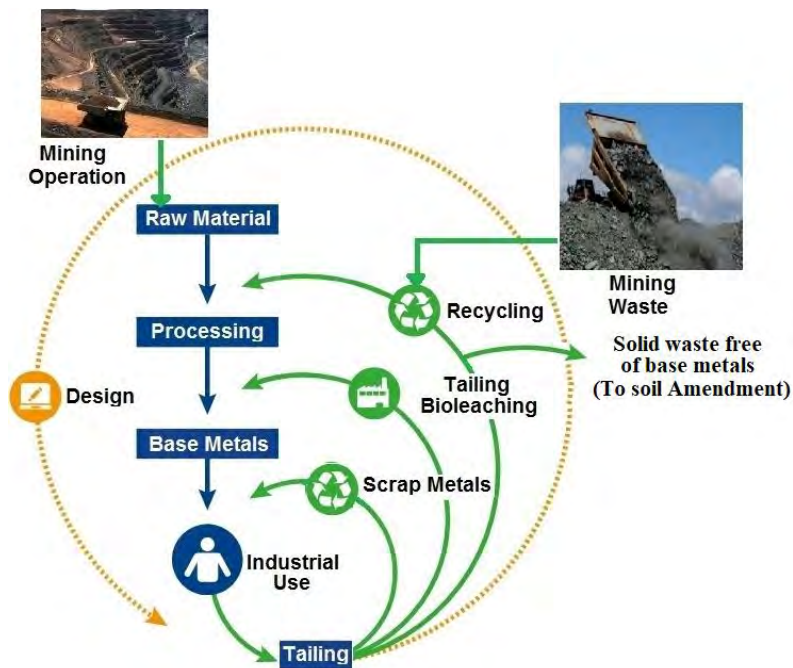 Mining
Operation
Raw Material
Mining
Waste
Recycling
Processing
Solid waste free
of base metals
(To soil Amendment)
Tailing
Bioleaching
Design
Base Metals
Scrap Metals
Industrial
Use
Tailing